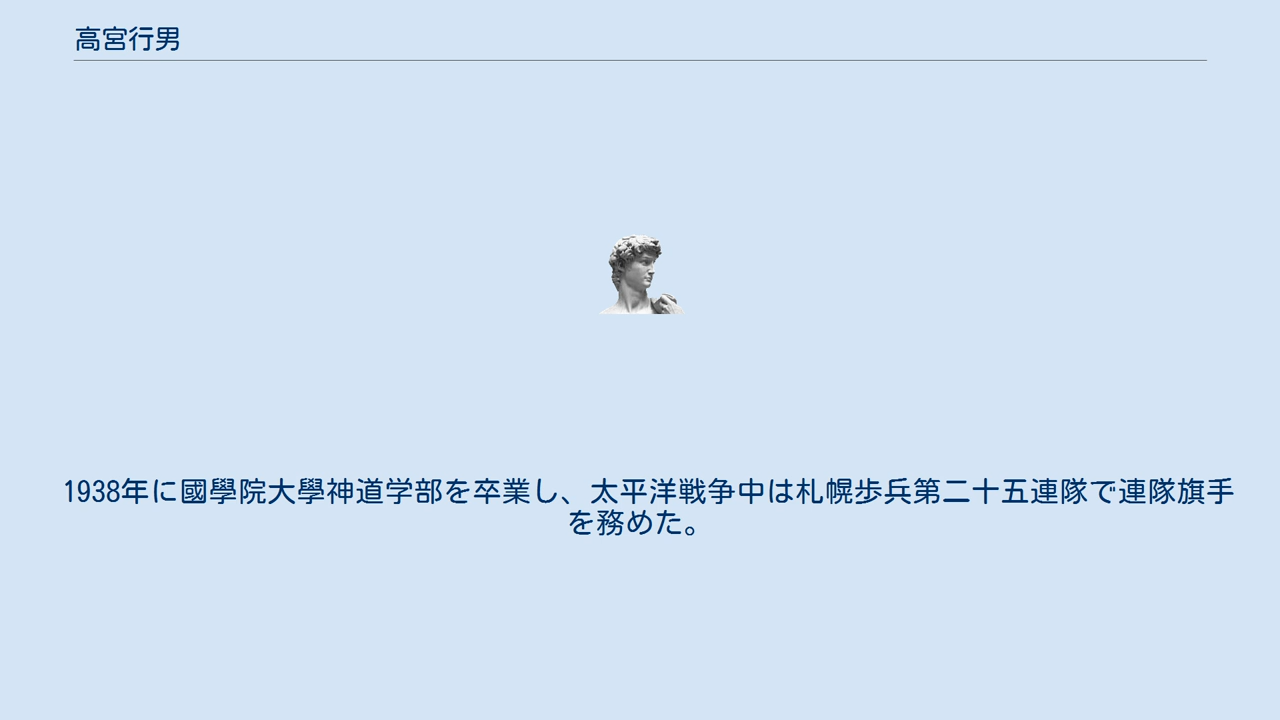 高宮行男
1938年に國學院大學神道学部を卒業し、太平洋戦争中は札幌歩兵第二十五連隊で連隊旗手
を務めた。